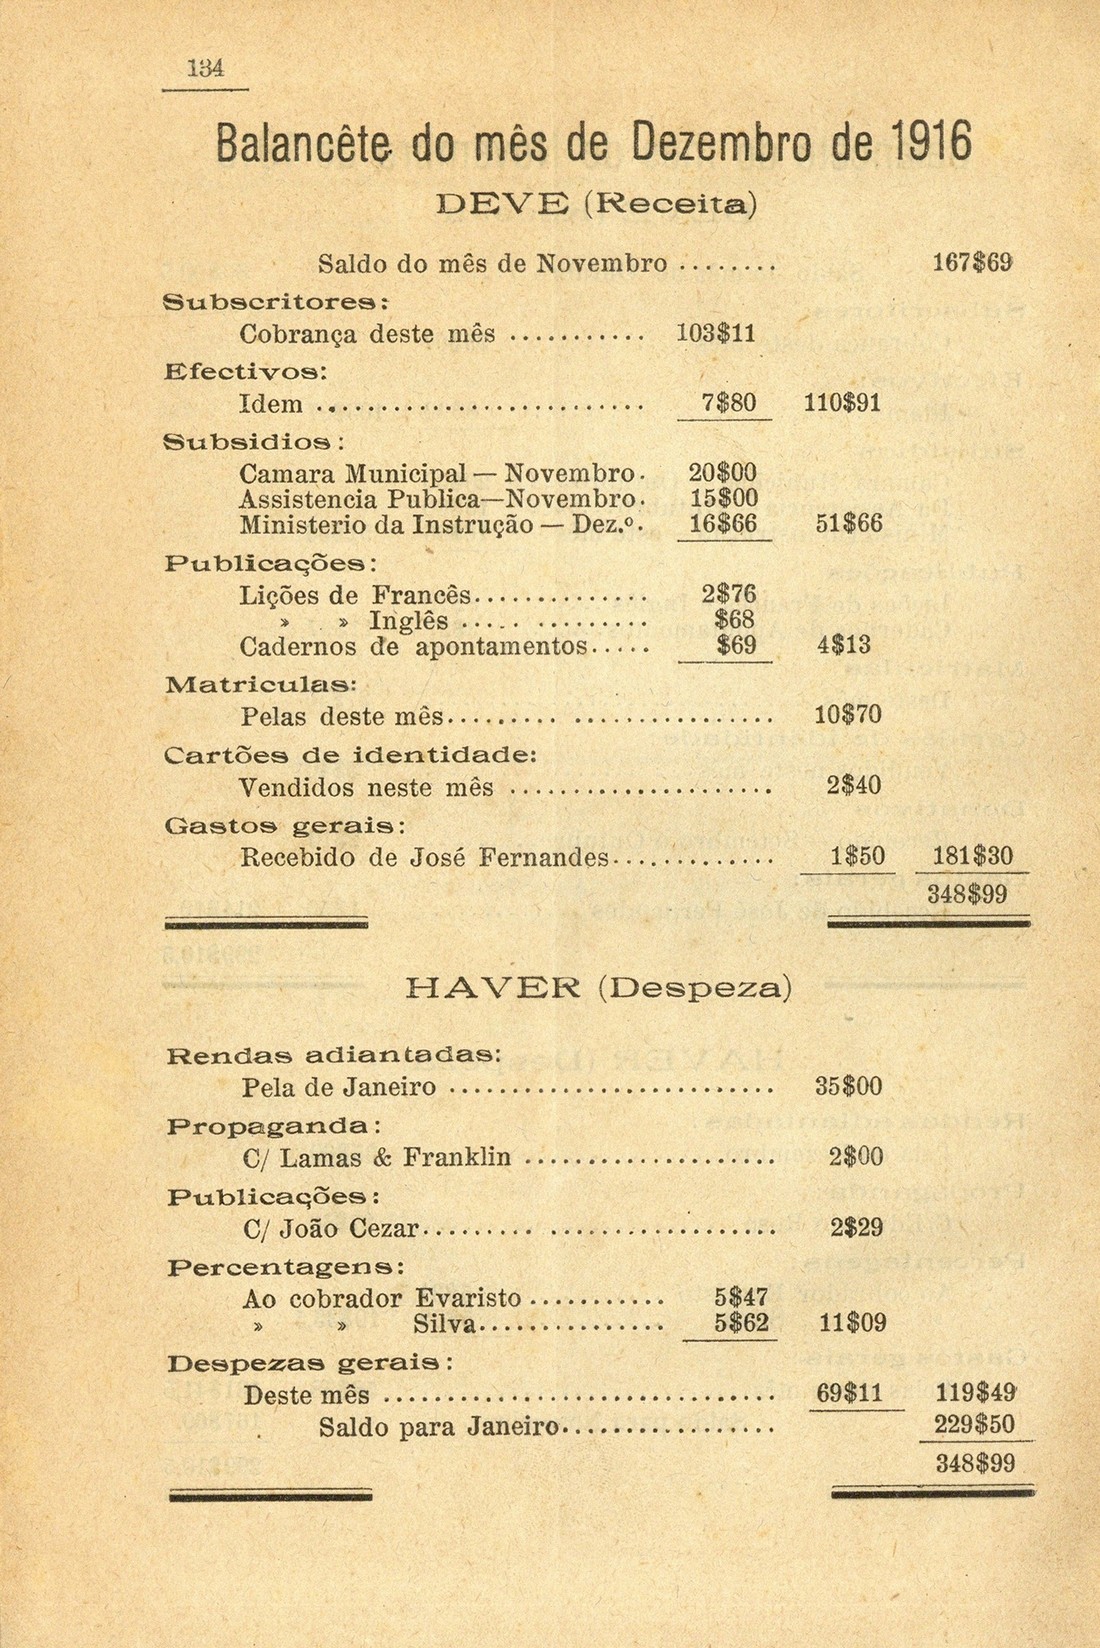 134
Balancête do mês de Dezembro de 1916
DEVE (Receita)
Saldo do mês de Novembro ........ 167$69
Subscritores:
Cobrança deste mês ........... 103$11
Efectivos:
Idem .......................... 7$80 110$91
Subsidios:
Camara Municipal — Novembro. 20$00
Assistencia Publica—Novembro. 15$00
Ministerio da Instrução — Dez.º. 16$66 51$66
Publicações:
Lições de Francês.............. 2$76
» » Inglês ..... ......... $68
Cadernos de apontamentos..... $69 4$13
Matriculas:
Pelas deste mês......... ................ 10$70
Cartões de identidade:
Vendidos neste mês ..................... 2$40
Gastos gerais:
Recebido de José Fernandes............. 1$50 181$30
348$99
HAVER (Despeza)
Rendas adiantadas:
Pela de Janeiro .......................... 35$00
Propaganda:
C/ Lamas & Franklin ..................... 2$00
Publicações:
C/ João Cezar......... .................. 2$29
Percentagens:
Ao cobrador Evaristo ........... 5$47
» » Silva............... 5$62 11$09
Despezas gerais:
Deste mês ............................... 69$11 119$49
Saldo para Janeiro................. 229$50
348$99